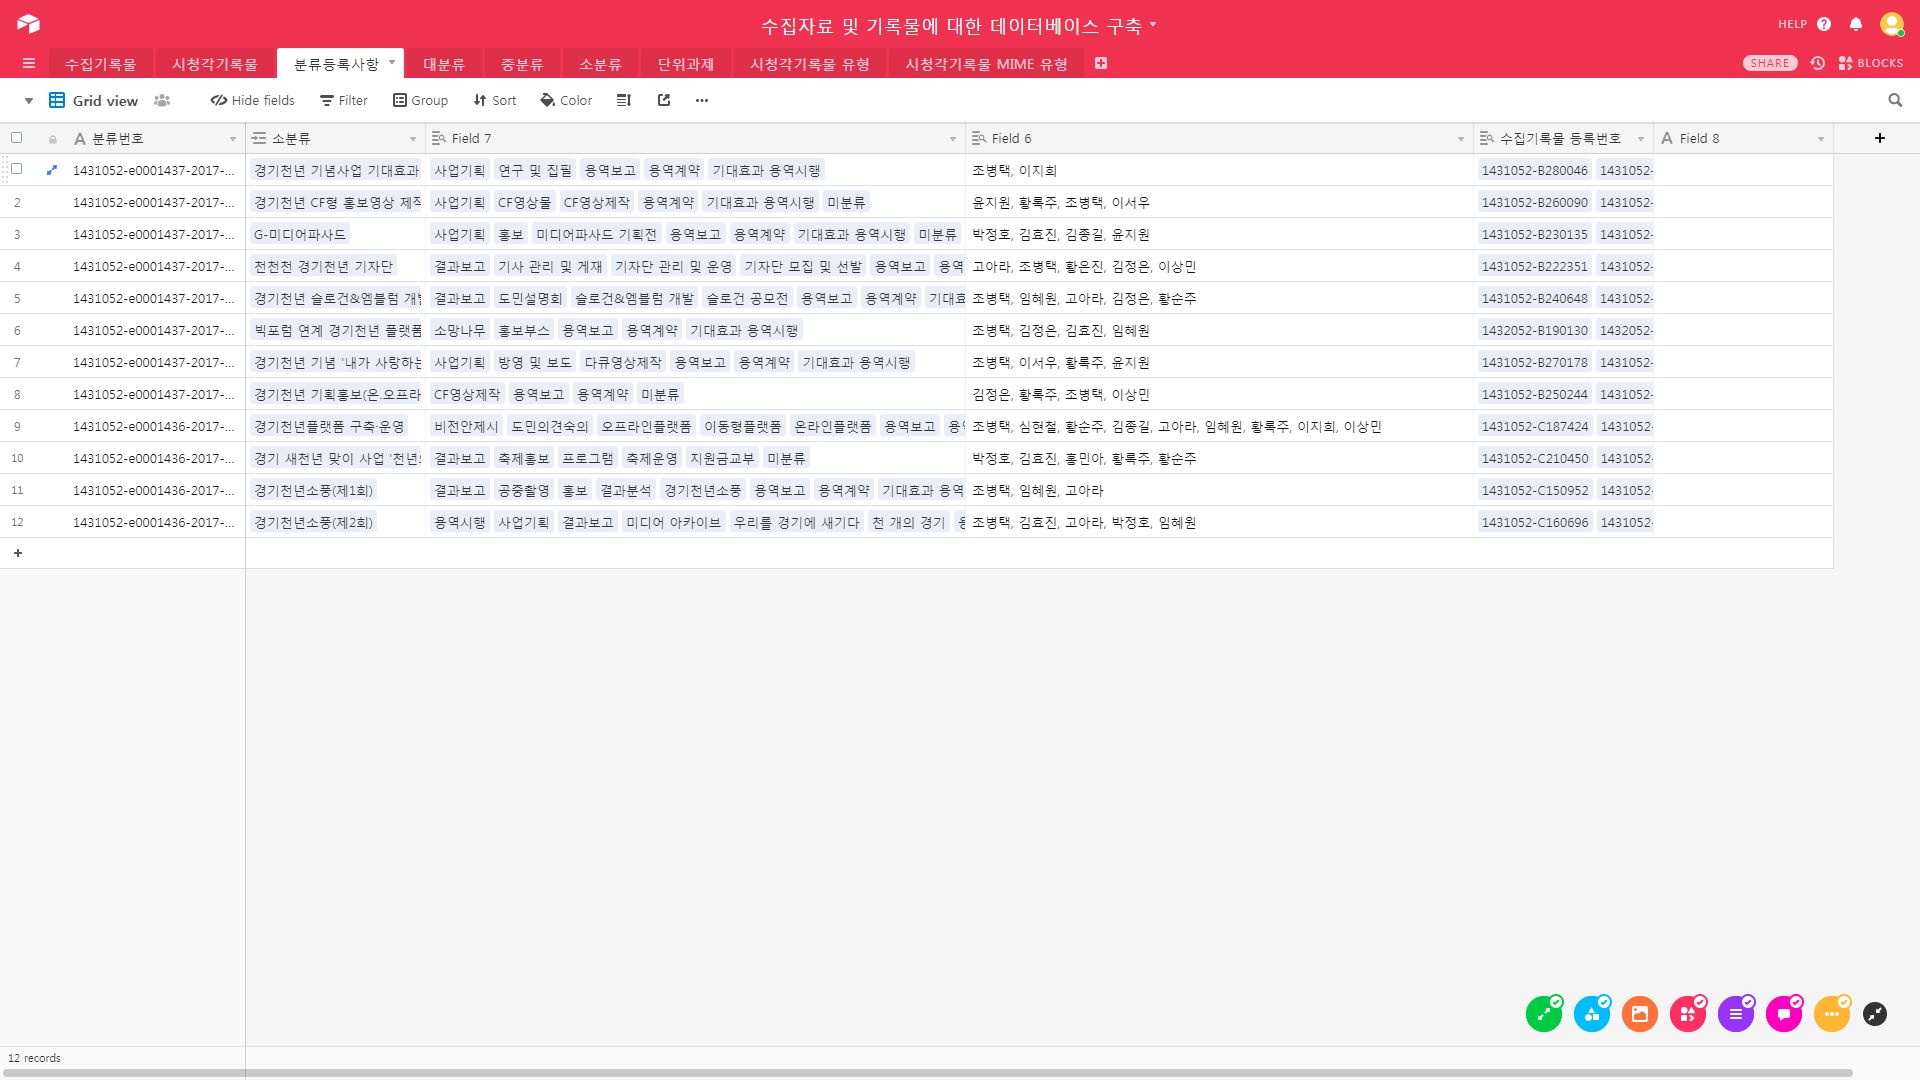 수집자료 및 기록물에 대한 데이터베이스 구축
HELP
수집기록물 시청각기록물 분류등록사항 대분류 중분류 소분류 단위과제 시청각기록물 유형 시청각기록물 MIME 유형 SHARE BLOCKS
Grid view Hide fields Filter Group Sort Color
분류번호 소분류 Field 7 Field 6 수집기록물 등록번호 Field 8
1431052-e0001437-2017-... 경기천년 기념사업 기대효과 사업기획 연구 및 집필 용역보고 용역계약 기대효과 용역시행 조병택, 이지희 1431052-B280046 1431052-
2 1431052-e0001437-2017-... 경기천년 CF형 홍보영상 제작 사업기획 CF영상물 CF영상제작 용역계약 기대효과 용역시행 미분류 윤지원, 황록주, 조병택, 이서우 1431052-B260090 1431052-
3 1431052-e0001437-2017-... G-미디어파사드 사업기획 홍보 미디어파사드 기획전 용역보고 용역계약 기대효과 용역시행 미분류 박정호, 김효진, 김종길, 윤지원 1431052-B230135 1431052-
4 1431052-e0001437-2017-... 천천천 경기천년 기자단 결과보고 기사 관리 및 게재 기자단 관리 및 운영 기자단 모집 및 선발 용역보고 용역 고아라, 조병택, 황은진, 김정은, 이상민 1431052-B222351 1431052-
5 1431052-e0001437-2017-... 경기천년 슬로건&엠블럼 개발 결과보고 도민설명회 슬로건&엠블럼 개발 슬로건 공모전 용역보고 용역계약 기대효 조병택, 임혜원, 고아라, 김정은, 황순주 1431052-B240648 1431052-
6 1431052-e0001437-2017-... 빅포럼 연계 경기천년 플랫폼 소망나무 홍보부스 용역보고 용역계약 기대효과 용역시행 조병택, 김정은, 김효진, 임혜원 1432052-B190130 1432052-
7 1431052-e0001437-2017-... 경기천년 기념 '내가 사랑하는 사업기획 방영 및 보도 다큐영상제작 용역보고 용역계약 기대효과 용역시행 조병택, 이서우, 황록주, 윤지원 1431052-B270178 1431052-
8 1431052-e0001437-2017-... 경기천년 기획홍보(온.오프라 CF영상제작 용역보고 용역계약 미분류 김정은, 황록주, 조병택, 이상민 1431052-B250244 1431052-
9 1431052-e0001436-2017-... 경기천년플랫폼 구축·운영 비전안제시 도민의견숙의 오프라인플랫폼 이동형플랫폼 온라인플랫폼 용역보고 조병택, 심현철, 황순주, 김종길, 고아라, 임혜원, 황록주, 이지희, 이상민 1431052-C187424 1431052-
10 1431052-e0001436-2017-... 경기 새천년 맞이 사업 '천년 결과보고 축제홍보 프로그램 축제운영 지원금교부 미분류 박정호, 김효진, 홍민아, 황록주, 황순주 1431052-C210450 1431052-
11 1431052-e0001436-2017-... 경기천년소풍(제1회) 결과보고 공중촬영 홍보 결과분석 경기천년소풍 용역보고 용역계약 기대효과 용역 조병택, 임혜원, 고아라 1431052-C150952 1431052-
12 1431052-e0001436-2017-... 경기천년소풍(제2회) 용역시행 사업기획 결과보고 미디어 아카이브 우리를 경기에 새기다 천 개의 경기 조병택, 김효진, 고아라, 박정호, 임혜원 1431052-C160696 1431052-
12 records